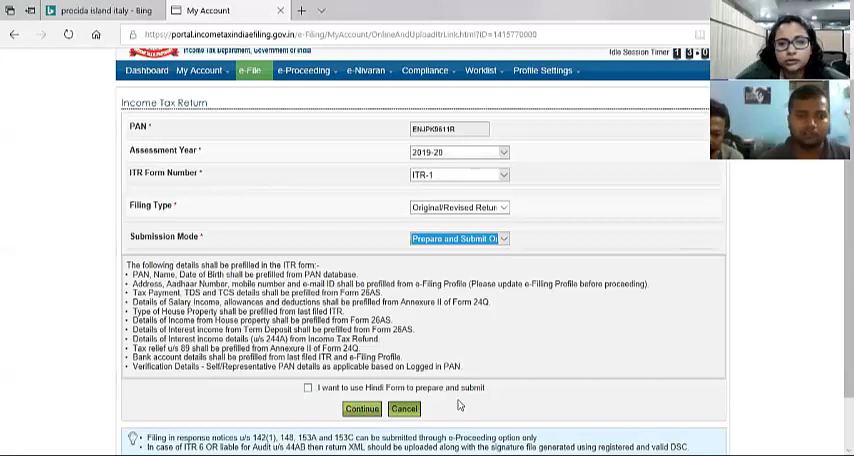 procida island italy - Bing
My Account
https://portal.incometaxindiaefiling.gov.in/e-Filing/MyAccount/OnlineAndUploadItrLink.html?ID=1415770000
Income Tax Department, Government of India
Idle Session Timer 1 3 : 0
Dashboard My Account e-File e-Proceeding e-Nivaran Compliance Worklist Profile Settings
Income Tax Return
PAN * ENJPK9611R
Assessment Year * 2019-20
ITR Form Number * ITR-1
Filing Type * Original/Revised Retur
Submission Mode * Prepare and Submit O
The following details shall be prefilled in the ITR form:-
• PAN, Name, Date of Birth shall be prefilled from PAN database.
• Address, Aadhaar Number, mobile number and e-mail ID shall be prefilled from e-Filing Profile (Please update e-Filling Profile before proceeding).
• Tax Payment, TDS and TCS details shall be prefilled from Form 26AS.
• Details of Salary Income, allowances and deductions shall be prefilled from Annexure II of Form 24Q.
• Type of House Property shall be prefilled from last filed ITR.
• Details of Income from House property shall be prefilled from Form 26AS.
• Details of Interest income from Term Deposit shall be prefilled from Form 26AS.
• Details of Interest income details (u/s 244A) from Income Tax Refund.
• Tax relief u/s 89 shall be prefilled from Annexure II of Form 24Q.
• Bank account details shall be prefilled from last filed ITR and e-Filing Profile.
• Verification Details - Self/Representative PAN details as applicable based on Logged in PAN.
I want to use Hindi Form to prepare and submit
Continue Cancel
• Filing in response notices u/s 142(1), 148, 153A and 153C can be submitted through e-Proceeding option only
• In case of ITR 6 OR liable for Audit u/s 44AB then return XML should be uploaded along with the signature file generated using registered and valid DSC.